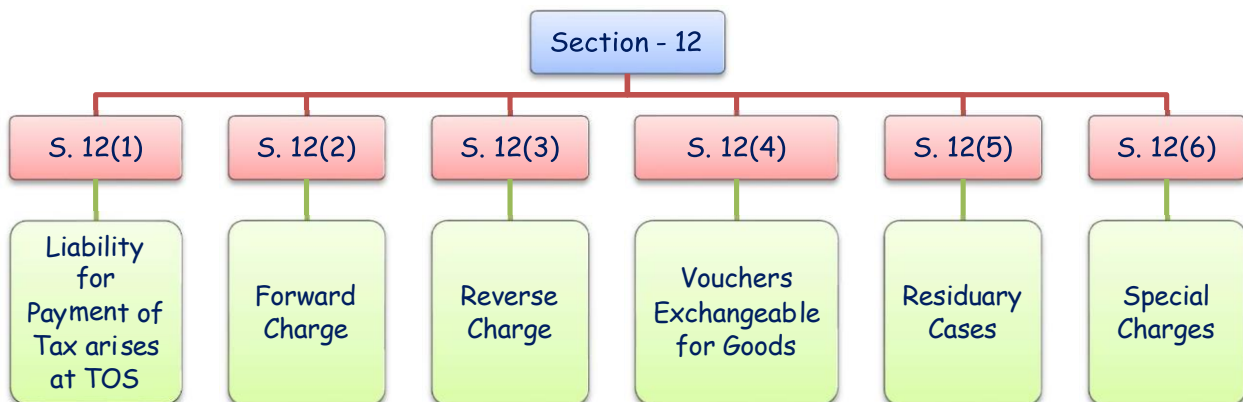 Section - 12
S. 12(1)
S. 12(2)
S. 12(3)
S. 12(4)
S. 12(5)
S. 12(6)
Liability
for
Payment of
Tax arises
at TOS
Forward
Charge
Reverse
Charge
Vouchers
Exchangeable
for Goods
Residuary
Cases
Special
Charges